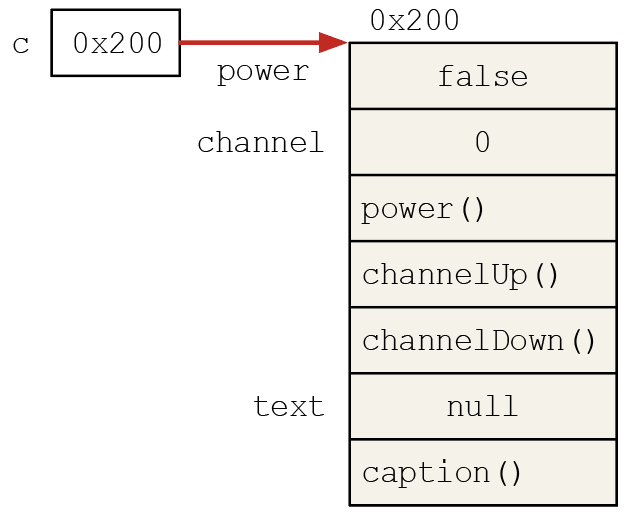 0x200
c 0x200
power false
channel 0
power()
channelUp()
channelDown()
text null
caption()